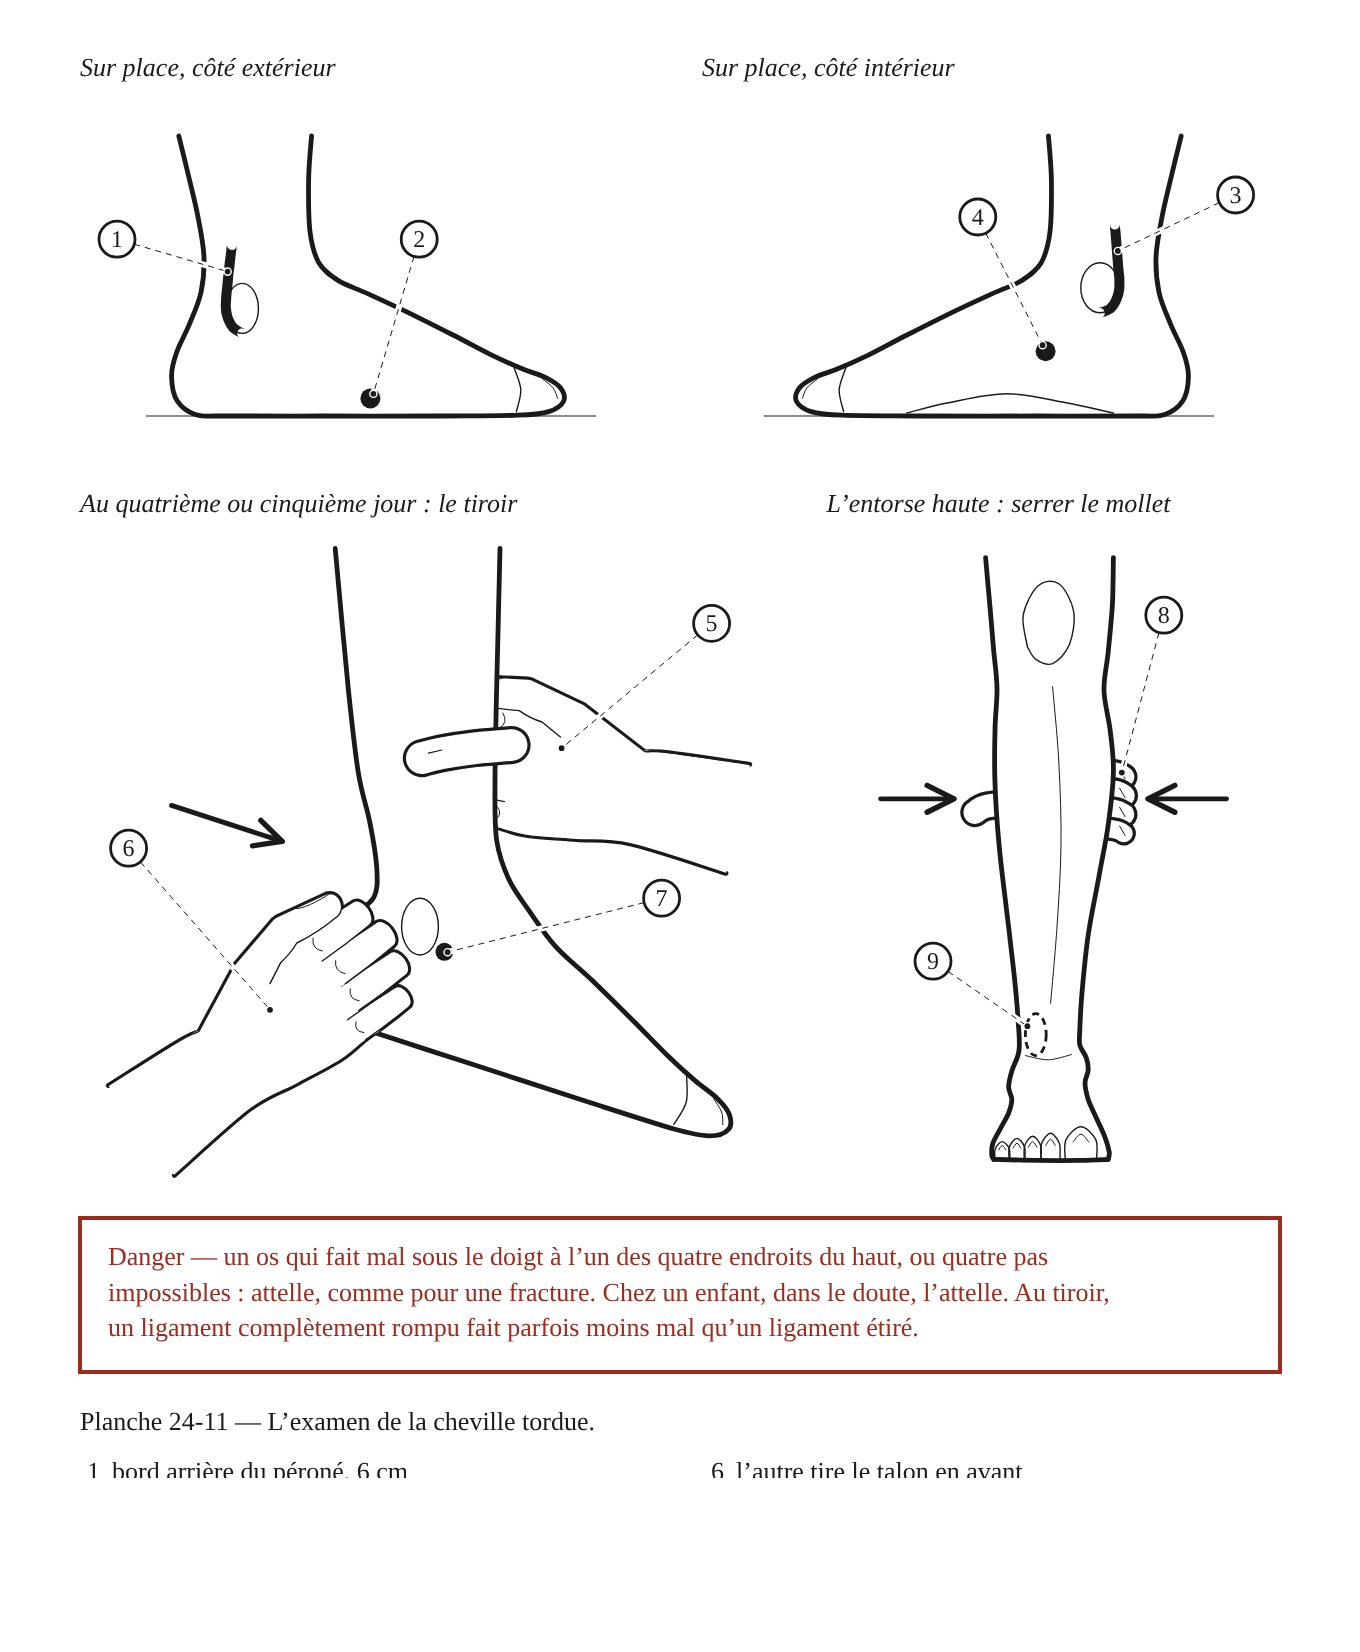 Sur place, côté extérieur
Sur place, côté intérieur
1
2
3
4
Au quatrième ou cinquième jour : le tiroir
L’entorse haute : serrer le mollet
5
6
7
8
9
Danger — un os qui fait mal sous le doigt à l’un des quatre endroits du haut, ou quatre pas
impossibles : attelle, comme pour une fracture. Chez un enfant, dans le doute, l’attelle. Au tiroir,
un ligament complètement rompu fait parfois moins mal qu’un ligament étiré.
Planche 24-11 — L’examen de la cheville tordue.
1 bord arrière du péroné, 6 cm
6 l’autre tire le talon en avant